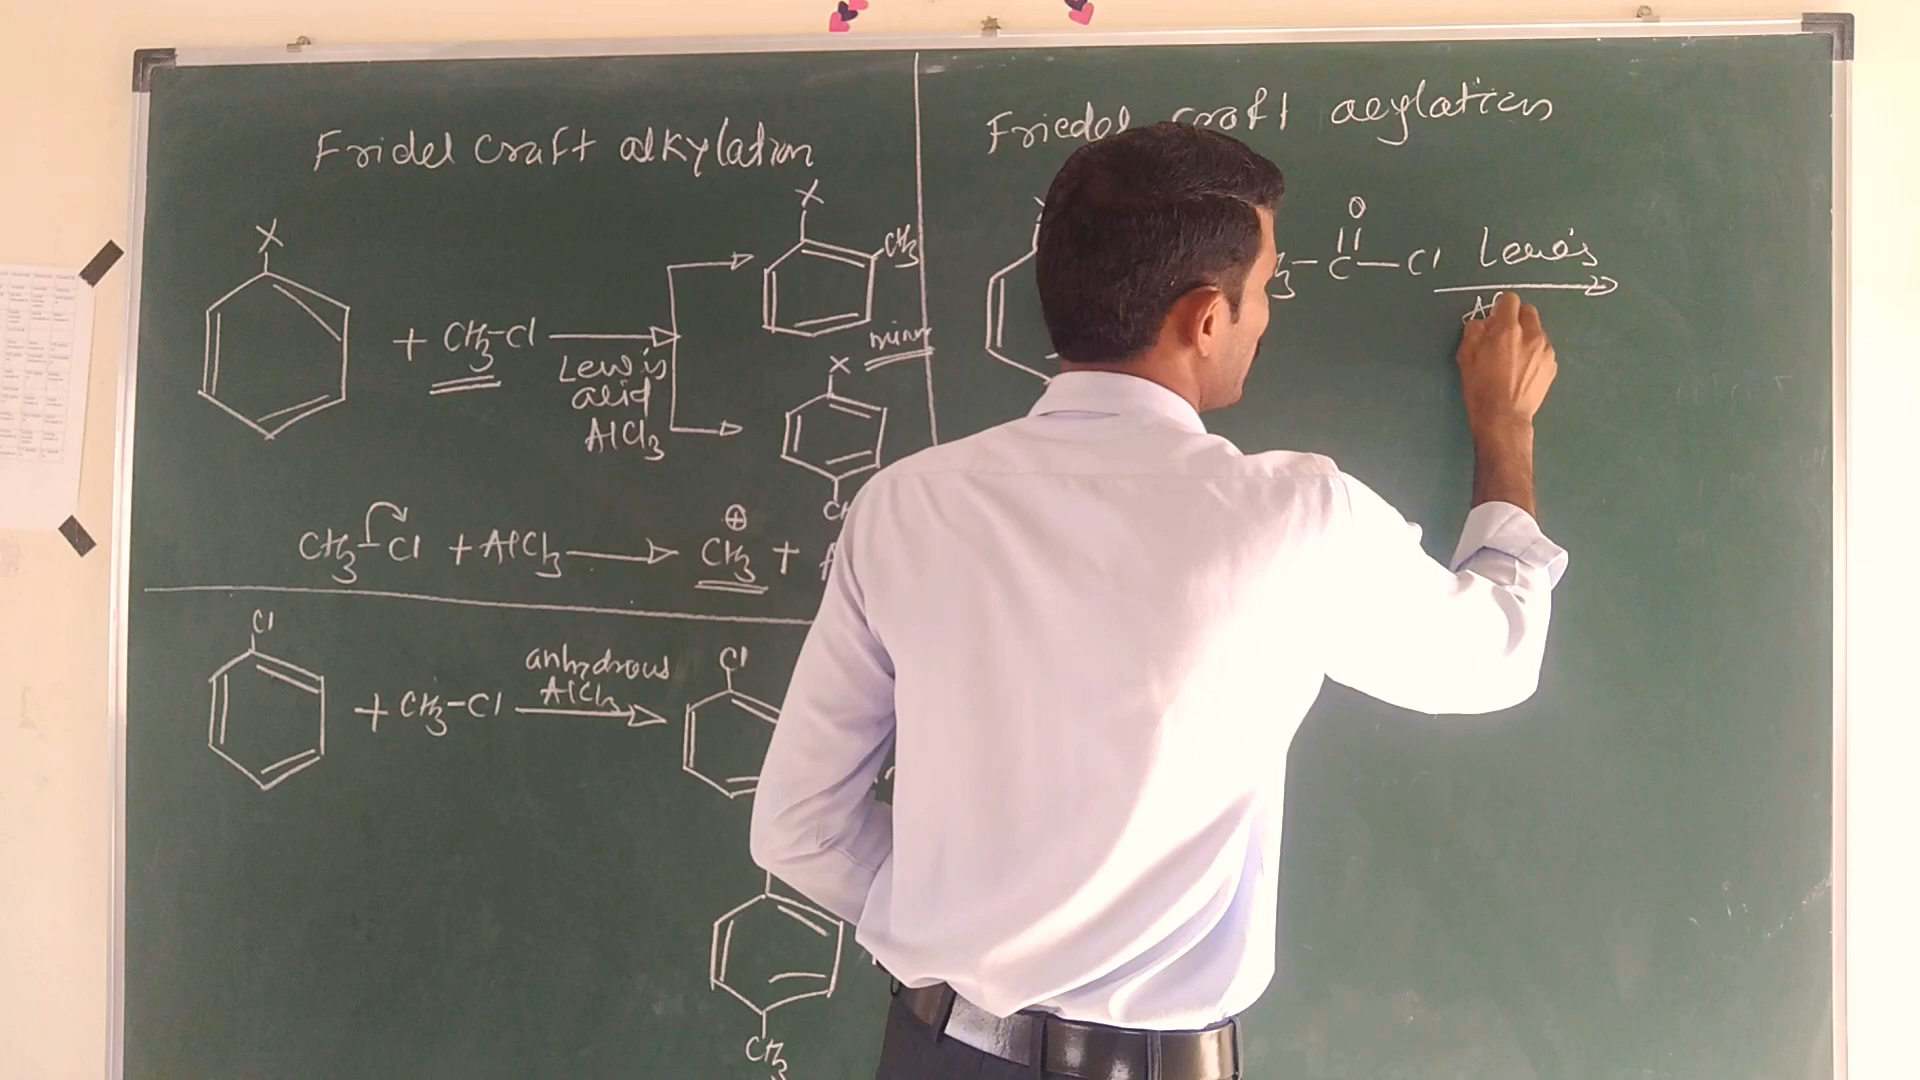 Fridel craft alkylation
X
+ CH3-Cl
Lewis
acid
AlCl3
X
CH3
minor
X
CH3-Cl + AlCl3 → CH3 ⊕ +
Cl
+ CH3-Cl
anhydrous
AlCl3
Cl
CH3
Friedel craft acylation
O
-C-Cl
Lewis